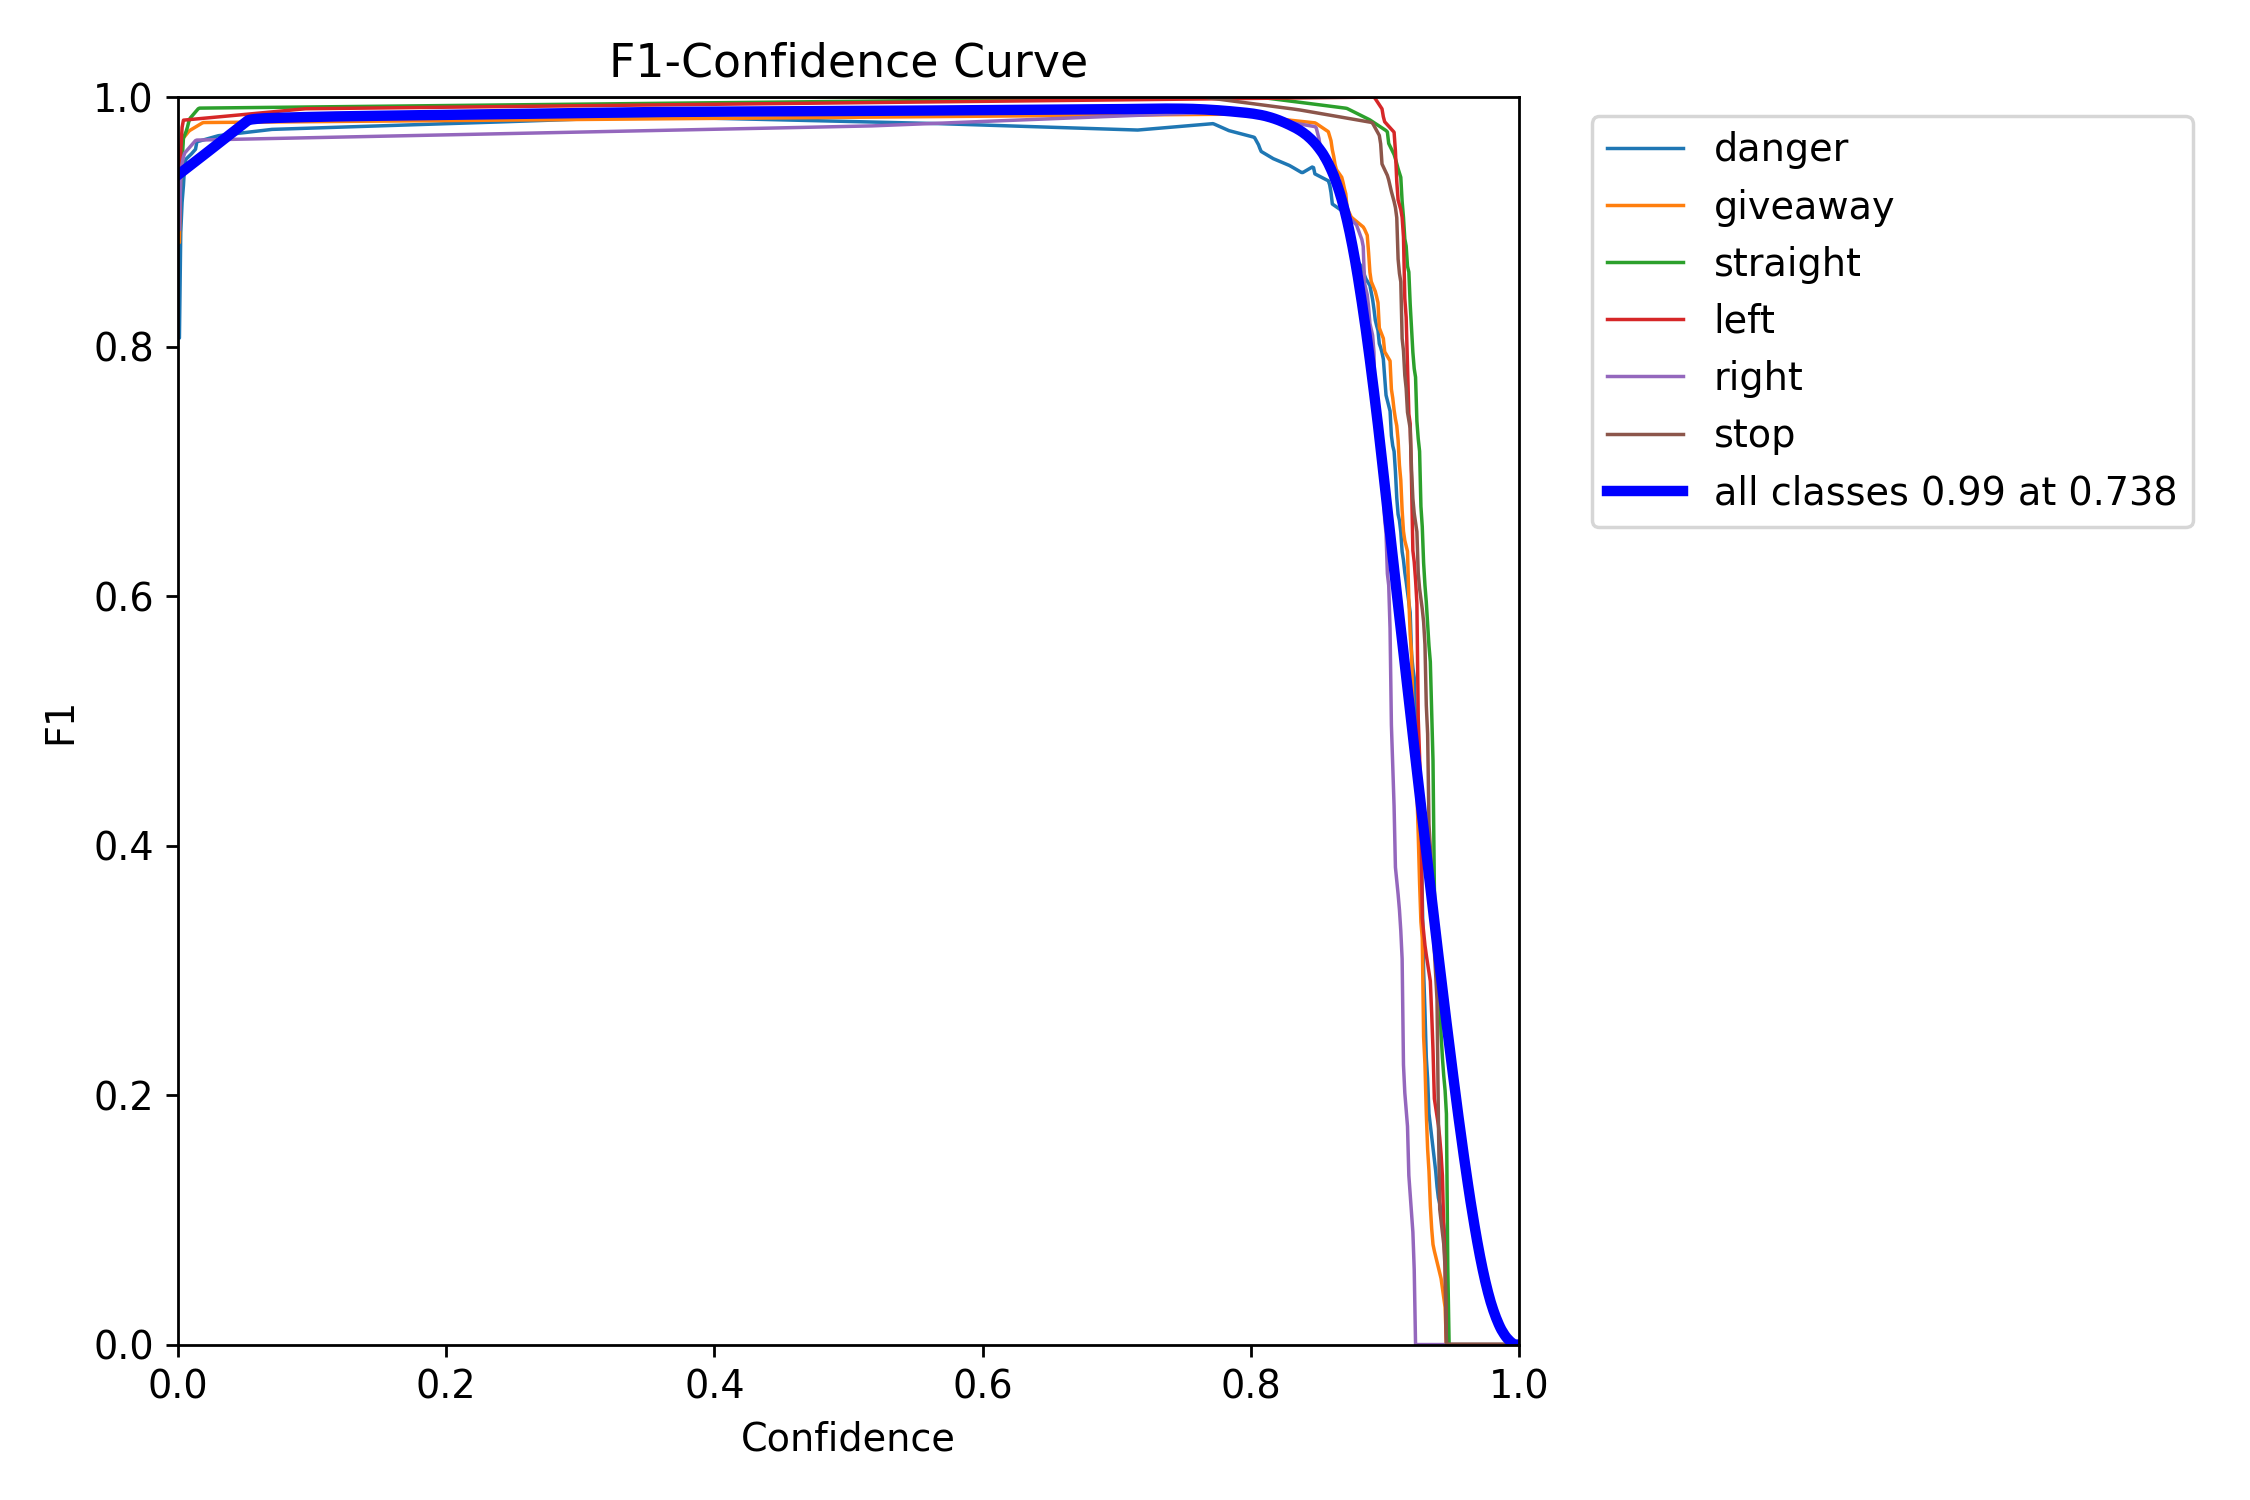 F1-Confidence Curve
1.0
0.8
0.6
0.4
0.2
0.0
F1
0.0 0.2 0.4 0.6 0.8 1.0
Confidence
danger
giveaway
straight
left
right
stop
all classes 0.99 at 0.738